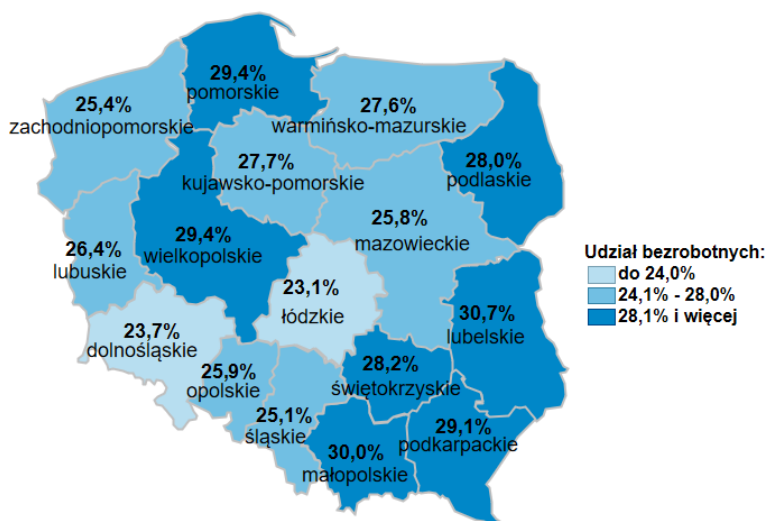 29,4%
pomorskie
25,4%
zachodniopomorskie
27,6%
warmińsko-mazurskie
27,7%
kujawsko-pomorskie
28,0%
podlaskie
25,8%
mazowieckie
29,4%
wielkopolskie
26,4%
lubuskie
Udział bezrobotnych:
do 24,0%
24,1% - 28,0%
28,1% i więcej
23,1%
łódzkie
30,7%
lubelskie
23,7%
dolnośląskie
28,2%
świętokrzyskie
25,9%
opolskie
25,1%
śląskie
29,1%
podkarpackie
30,0%
małopolskie